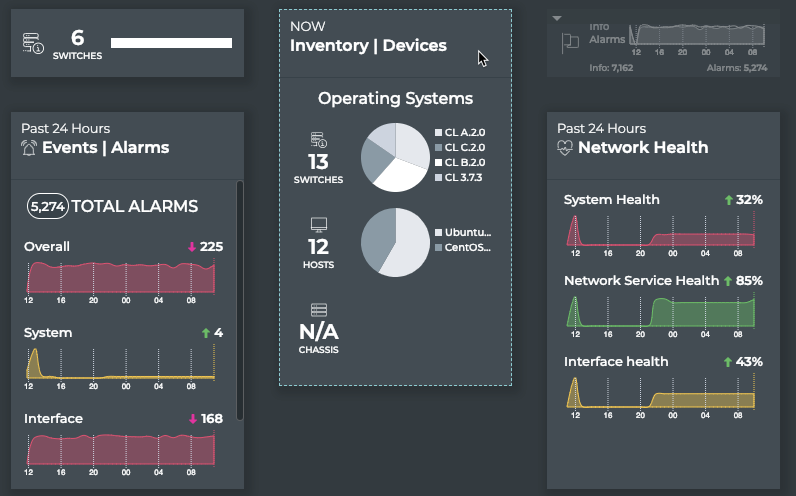 6
SWITCHES
Past 24 Hours
Events | Alarms
5,274 TOTAL ALARMS
Overall 225
12 16 20 00 04 08
System 4
12 16 20 00 04 08
Interface 168
12 16 20 00 04 08
NOW
Inventory | Devices
Operating Systems
13
SWITCHES
CL A.2.0
CL C.2.0
CL B.2.0
CL 3.7.3
12
HOSTS
Ubuntu...
CentOS...
N/A
CHASSIS
Info
Alarms
12 16 20 00 04 08
Info: 7,162 Alarms: 5,274
Past 24 Hours
Network Health
System Health 32%
12 16 20 00 04 08
Network Service Health 85%
12 16 20 00 04 08
Interface health 43%
12 16 20 00 04 08